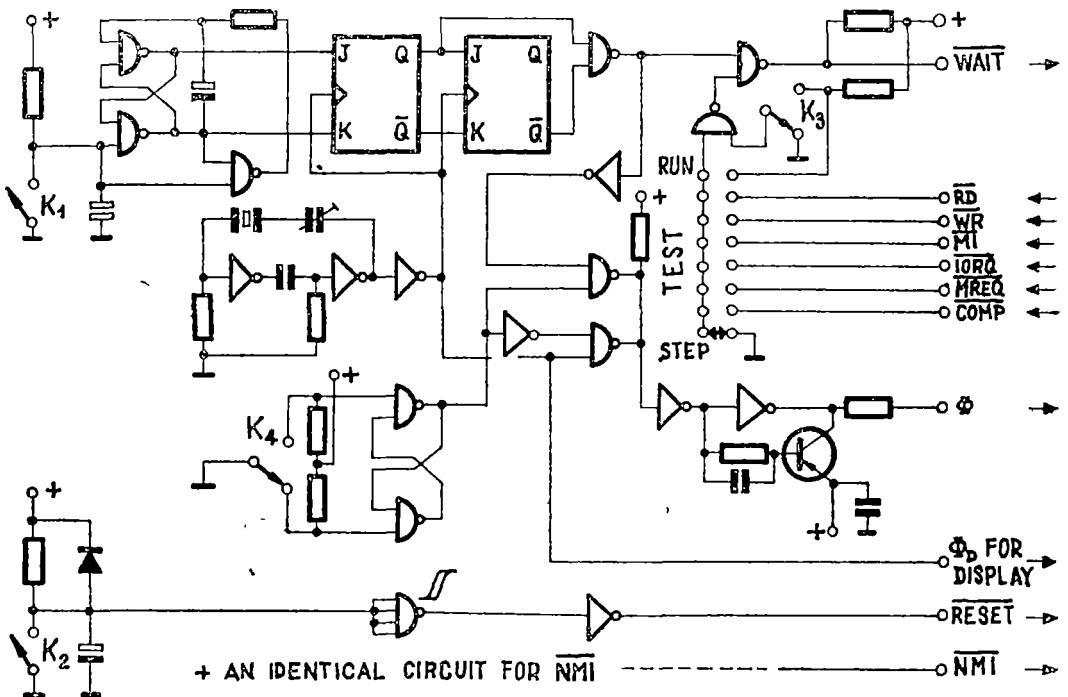 +
+
WAIT
J Q
J Q
K Q
K Q
K1
K3
RUN
+
RD
WR
MI
IORQ
MREQ
COMP
TEST
STEP
+
K4
Φ
+
+
ΦD FOR
DISPLAY
RESET
K2
+ AN IDENTICAL CIRCUIT FOR NMI
NMI